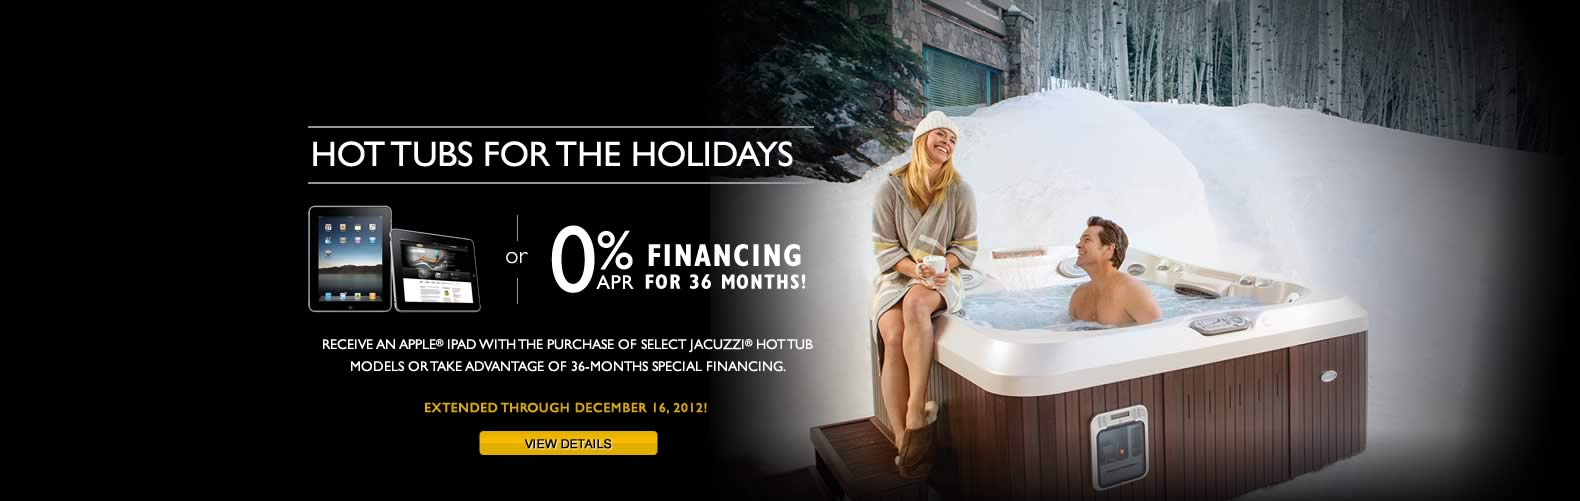 HOT TUBS FOR THE HOLIDAYS
or
0% APR FINANCING
FOR 36 MONTHS!
RECEIVE AN APPLE® IPAD WITH THE PURCHASE OF SELECT JACUZZI® HOT TUB
MODELS OR TAKE ADVANTAGE OF 36-MONTHS SPECIAL FINANCING.
EXTENDED THROUGH DECEMBER 16, 2012!
VIEW DETAILS